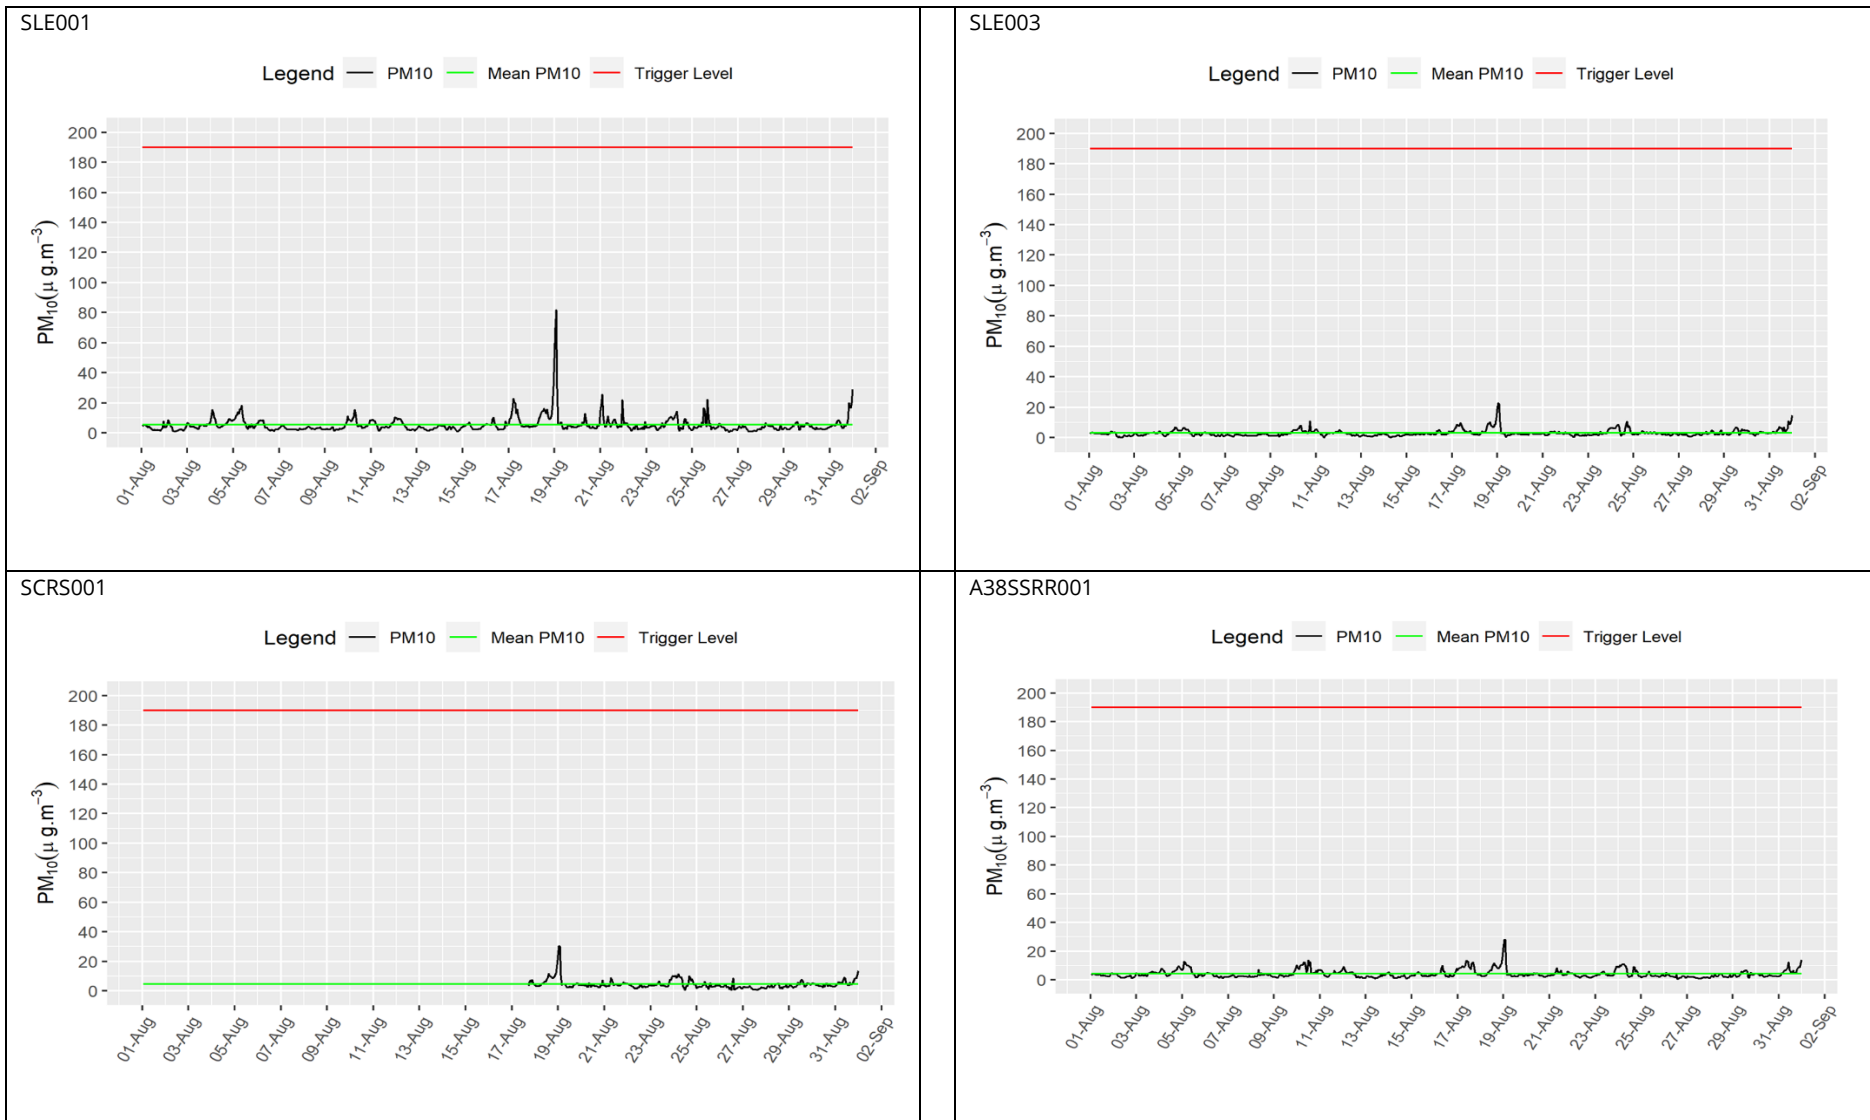 SLE001
Legend PM10 Mean PM10 Trigger Level
PM10(μ g.m−3)
200
180
160
140
120
100
80
60
40
20
0
01-Aug 03-Aug 05-Aug 07-Aug 09-Aug 11-Aug 13-Aug 15-Aug 17-Aug 19-Aug 21-Aug 23-Aug 25-Aug 27-Aug 29-Aug 31-Aug 02-Sep
SLE003
Legend PM10 Mean PM10 Trigger Level
PM10(μ g.m−3)
200
180
160
140
120
100
80
60
40
20
0
01-Aug 03-Aug 05-Aug 07-Aug 09-Aug 11-Aug 13-Aug 15-Aug 17-Aug 19-Aug 21-Aug 23-Aug 25-Aug 27-Aug 29-Aug 31-Aug 02-Sep
SCRS001
Legend PM10 Mean PM10 Trigger Level
PM10(μ g.m−3)
200
180
160
140
120
100
80
60
40
20
0
01-Aug 03-Aug 05-Aug 07-Aug 09-Aug 11-Aug 13-Aug 15-Aug 17-Aug 19-Aug 21-Aug 23-Aug 25-Aug 27-Aug 29-Aug 31-Aug 02-Sep
A38SSRR001
Legend PM10 Mean PM10 Trigger Level
PM10(μ g.m−3)
200
180
160
140
120
100
80
60
40
20
0
01-Aug 03-Aug 05-Aug 07-Aug 09-Aug 11-Aug 13-Aug 15-Aug 17-Aug 19-Aug 21-Aug 23-Aug 25-Aug 27-Aug 29-Aug 31-Aug 02-Sep